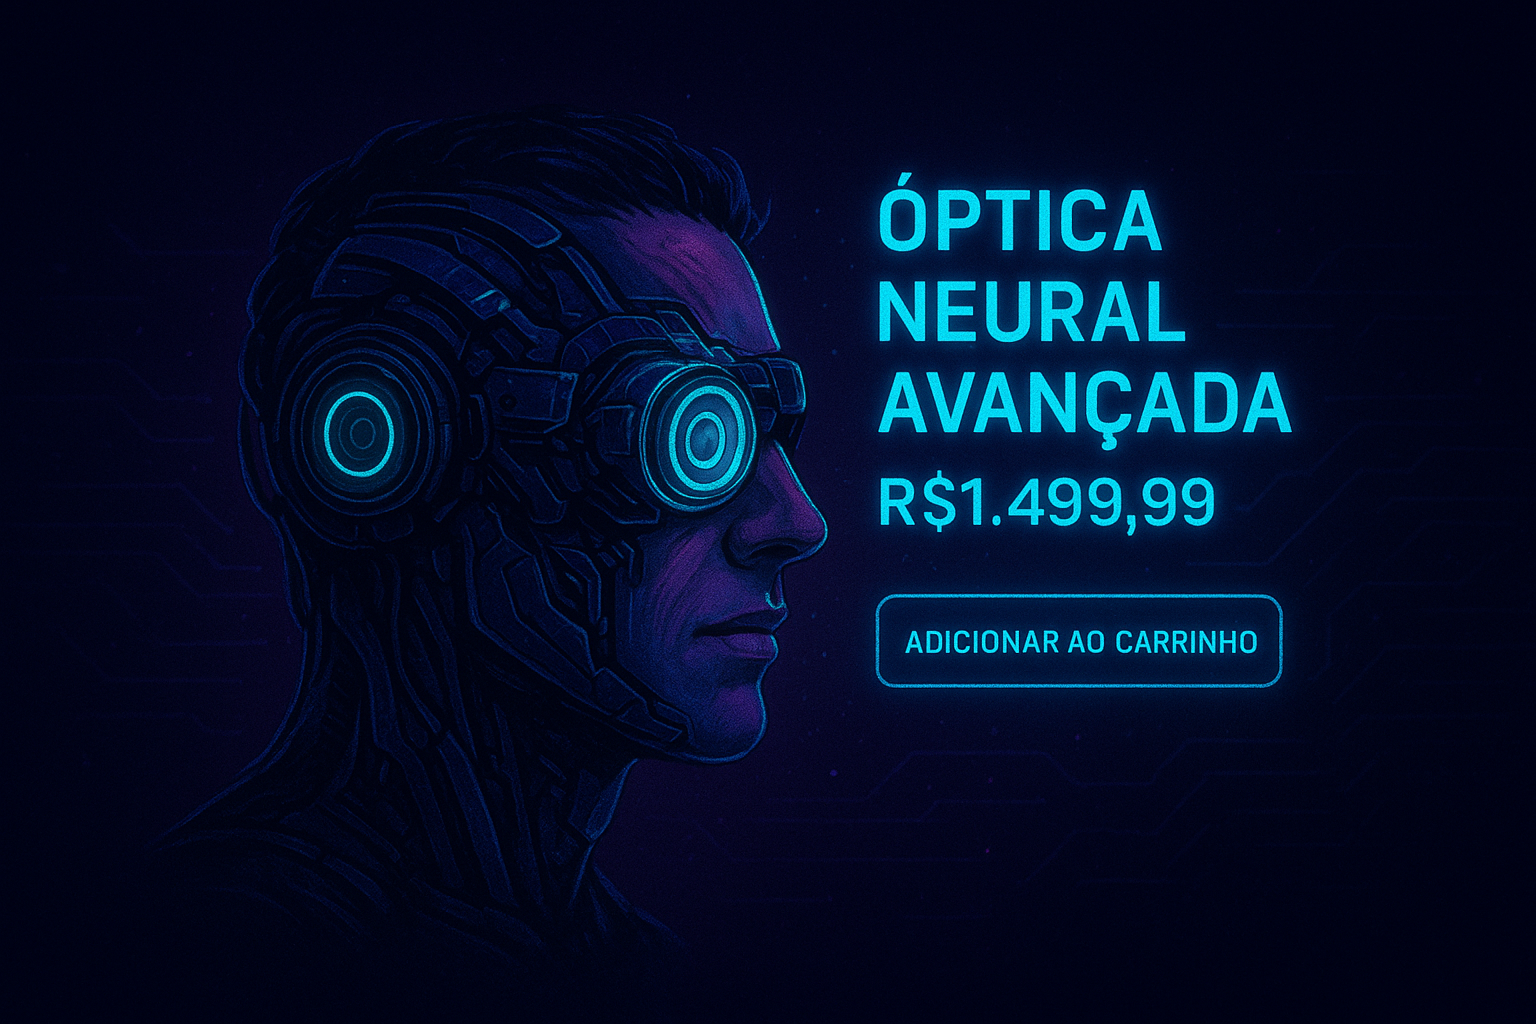 ÓPTICA
NEURAL
AVANÇADA
R$1.499,99
ADICIONAR AO CARRINHO